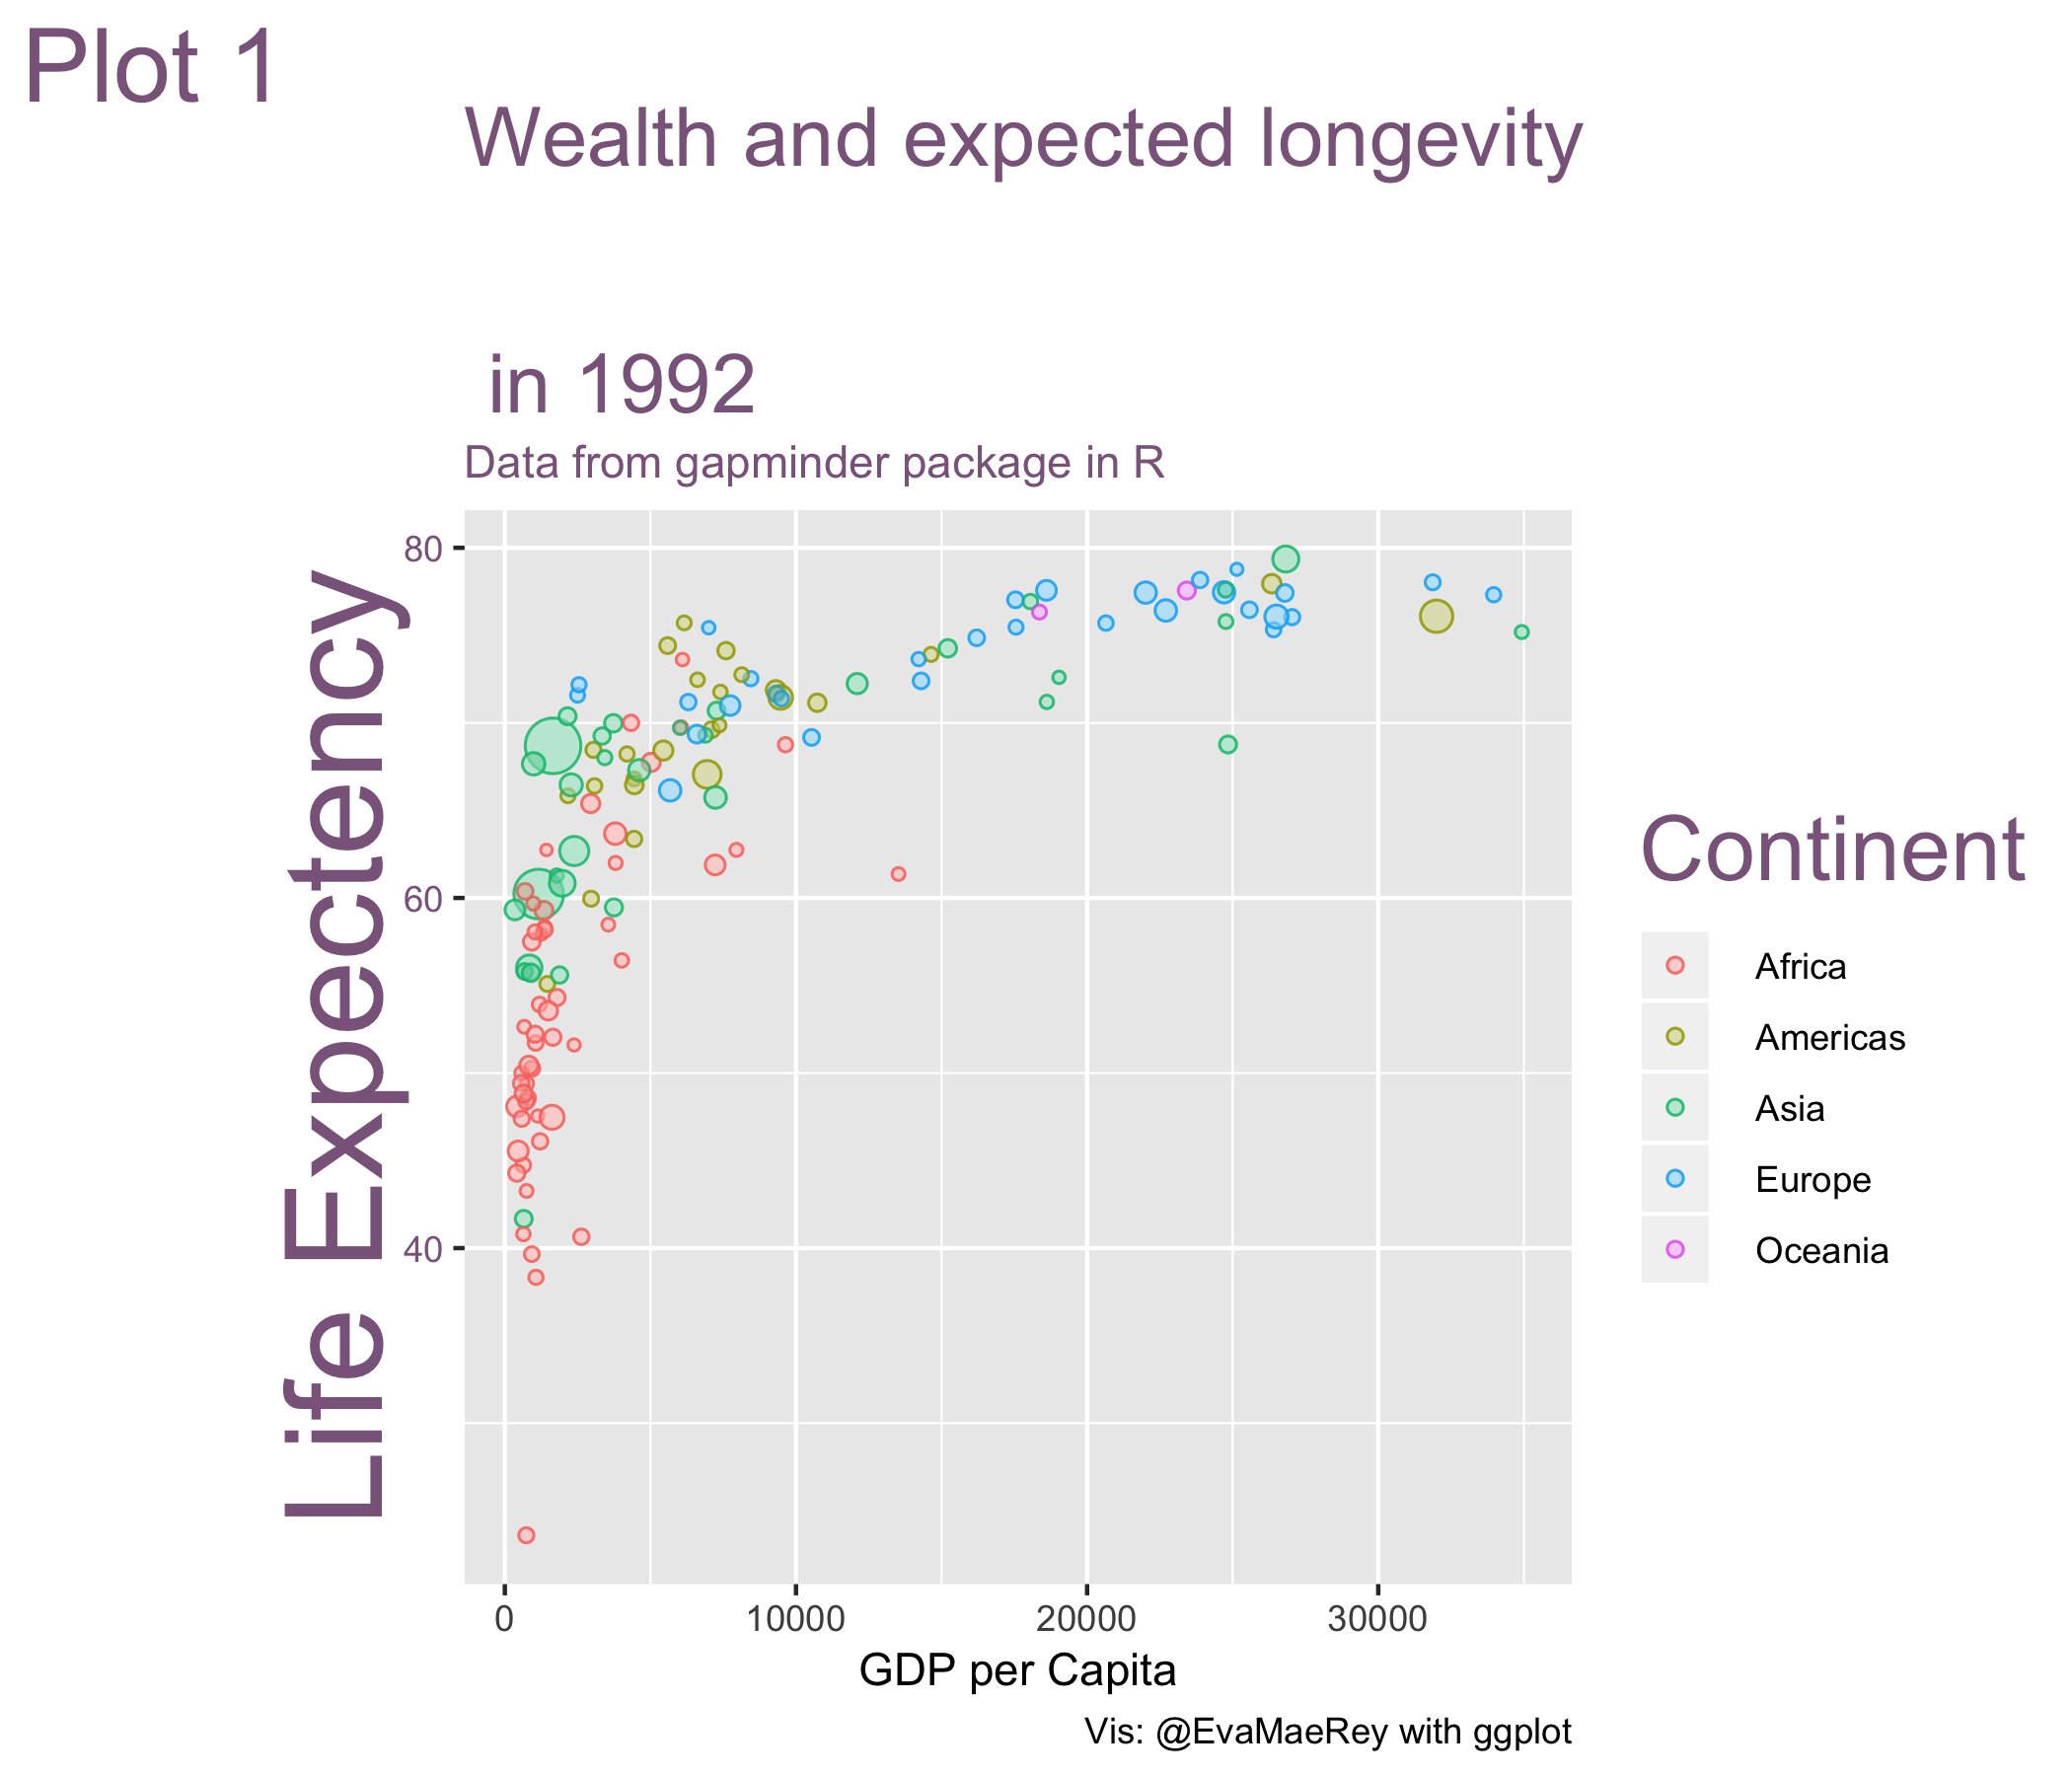 Plot 1
Wealth and expected longevity
in 1992
Data from gapminder package in R
Life Expectency
80
60
40
0 10000 20000 30000
GDP per Capita
Vis: @EvaMaeRey with ggplot
Continent
Africa
Americas
Asia
Europe
Oceania